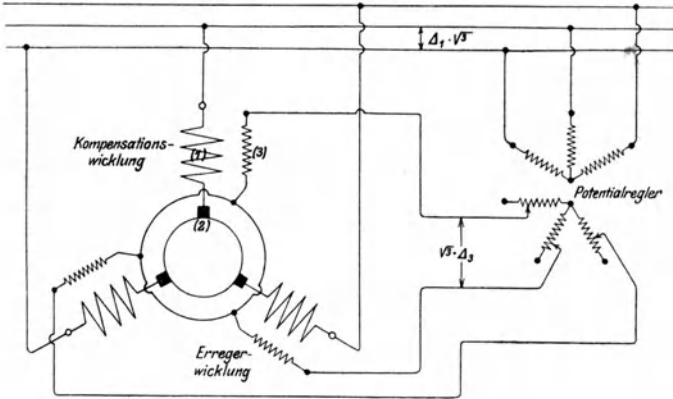 Δ₁·√3
Kompensations-
wicklung
(1)
(3)
(2)
Potentialregler
√3·Δ₃
Erreger-
wicklung